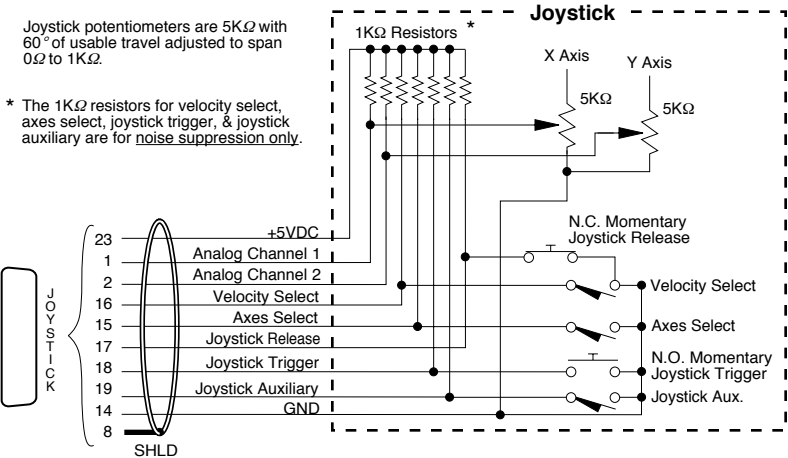 Joystick potentiometers are 5KΩ with
60° of usable travel adjusted to span
0Ω to 1KΩ.
* The 1KΩ resistors for velocity select,
axes select, joystick trigger, & joystick
auxiliary are for noise suppression only.
Joystick
1KΩ Resistors *
X Axis
Y Axis
5KΩ
5KΩ
JOYSTICK
23 +5VDC
1 Analog Channel 1
2 Analog Channel 2
16 Velocity Select
15 Axes Select
17 Joystick Release
18 Joystick Trigger
19 Joystick Auxiliary
14 GND
8
SHLD
N.C. Momentary
Joystick Release
Velocity Select
Axes Select
N.O. Momentary
Joystick Trigger
Joystick Aux.